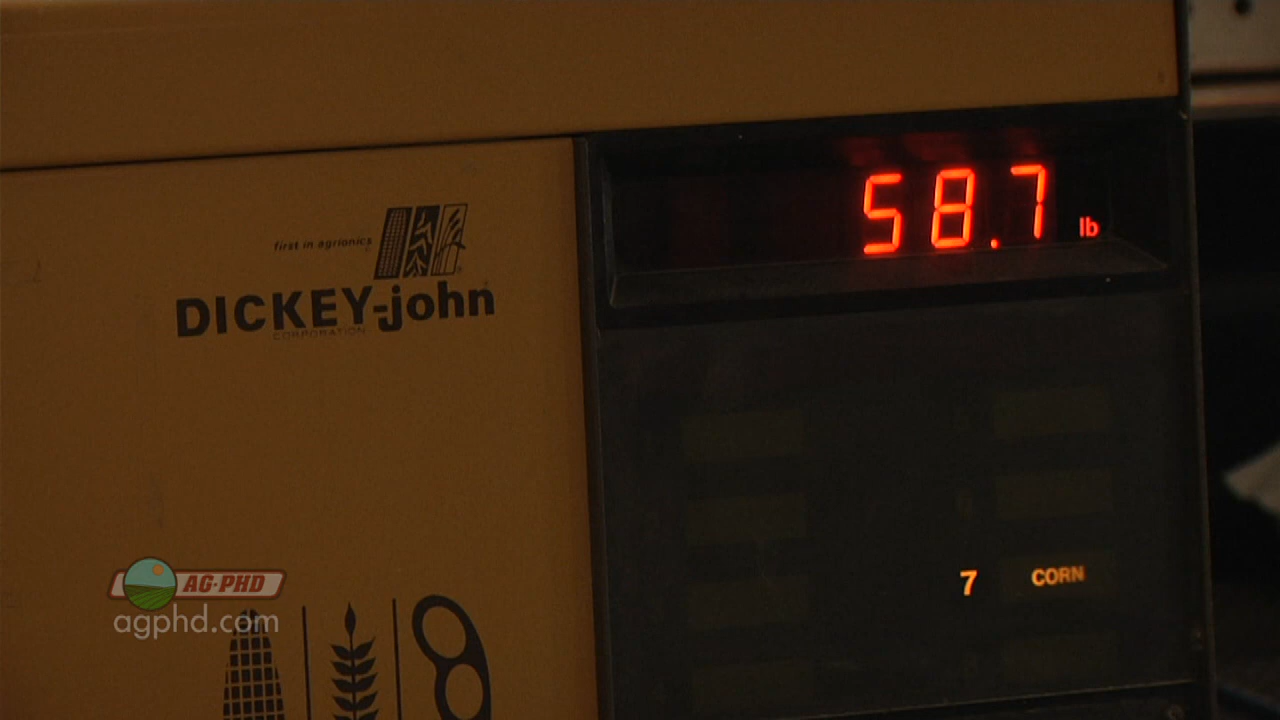 58.7
lb
first in agrionics
DICKEY-john
CORPORATION
7 CORN
AG·PHD
agphd.com